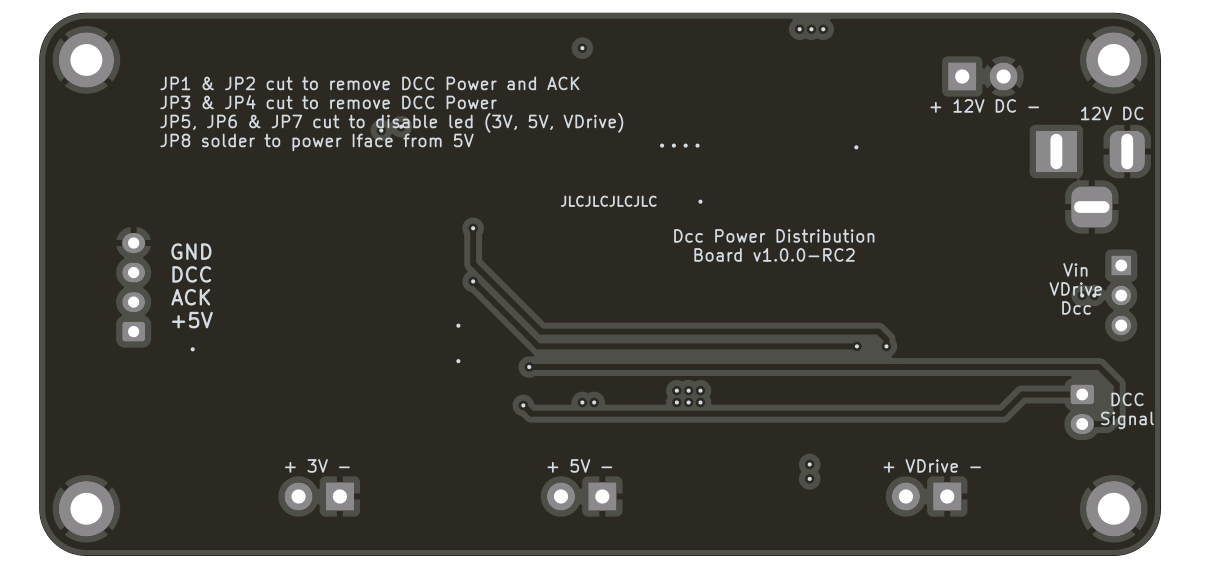 JP1 & JP2 cut to remove DCC Power and ACK
JP3 & JP4 cut to remove DCC Power
JP5, JP6 & JP7 cut to disable led (3V, 5V, VDrive)
JP8 solder to power Iface from 5V
+ 12V DC -
12V DC
JLCJLCJLCJLC
Dcc Power Distribution
Board v1.0.0-RC2
GND
DCC
ACK
+5V
Vin
VDrive
Dcc
DCC
Signal
+ 3V -
+ 5V -
+ VDrive -